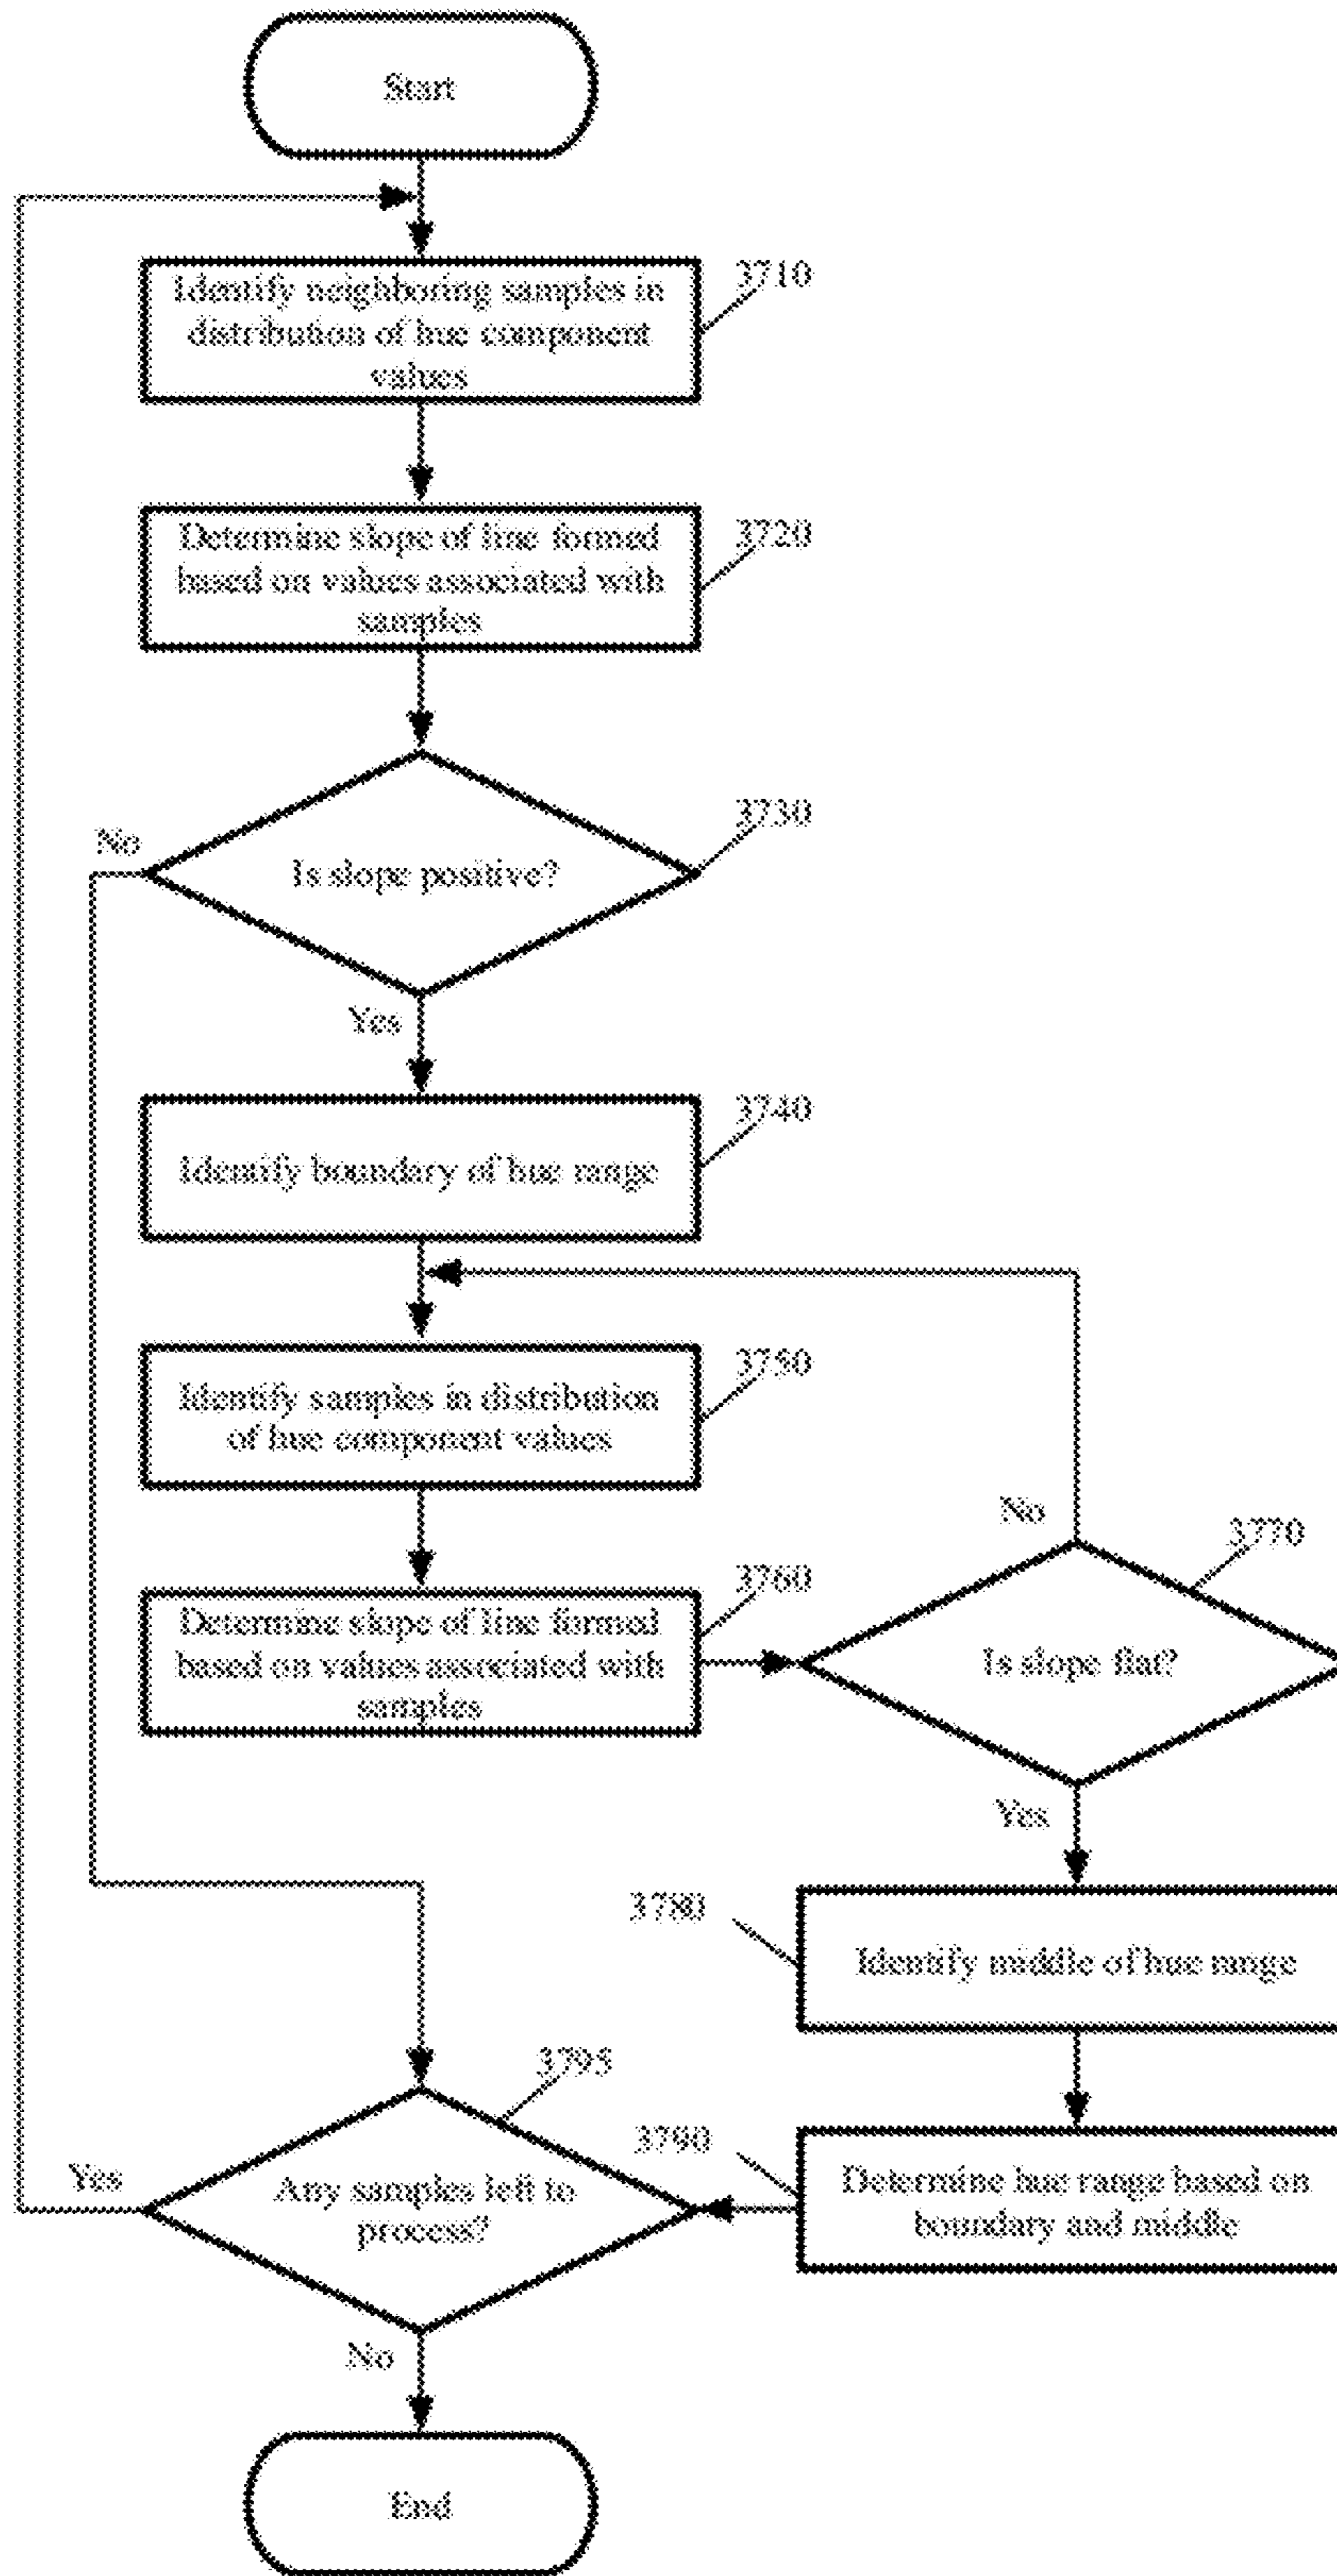 Start
3710
Identify neighboring samples in
distribution of hue component
values
3720
Determine slope of line formed
based on values associated with
samples
3730
No
Is slope positive?
Yes
3740
Identify boundary of hue range
3750
Identify samples in distribution
of hue component values
3760
Determine slope of line formed
based on values associated with
samples
No
3770
Is slope flat?
Yes
3780
Identify middle of hue range
3795
3790
Yes
Any samples left to
process?
Determine hue range based on
boundary and middle
No
End